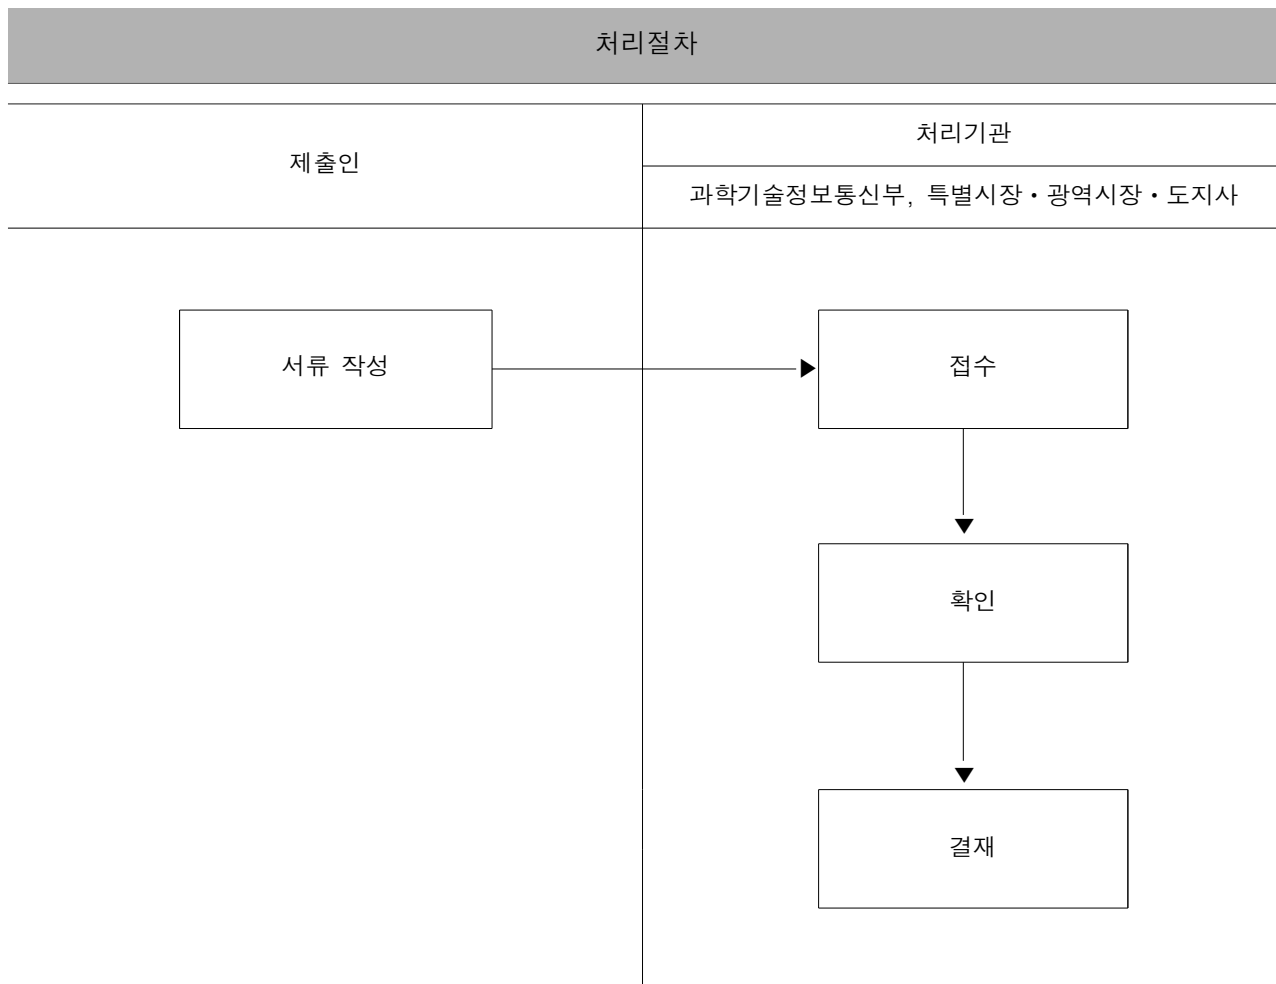 처리절차
제출인
처리기관
과학기술정보통신부, 특별시장・광역시장・도지사
서류 작성
접수
확인
결재